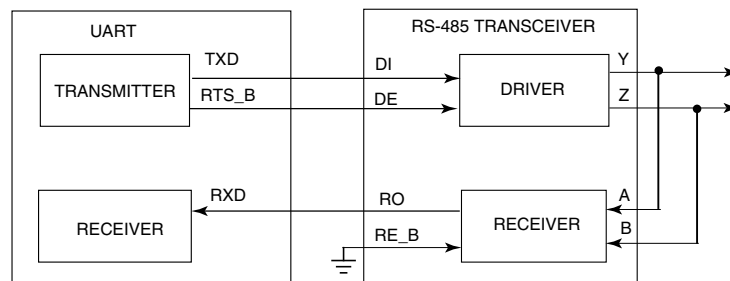 UART
RS-485 TRANSCEIVER
TXD
DI
Y
TRANSMITTER
DRIVER
RTS_B
DE
Z
RXD
RO
A
RECEIVER
RECEIVER
RE_B
B